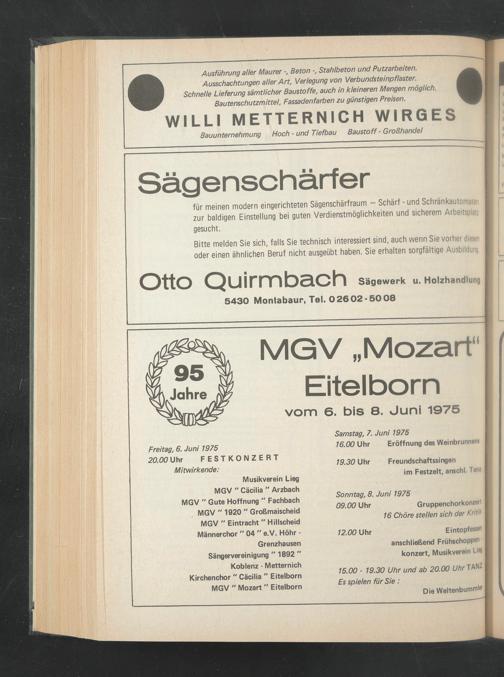 Ausführung aller Maurer -, Beton -, Stahlbeton und Putzarbeiten.
Ausschachtungen aller Art, Verlegung von Verbundsteinpflaster.
Schnelle Lieferung sämtlicher Baustoffe, auch in kleineren Mengen möglich.
Bautenschutzmittel, Fassadenfarben zu günstigen Preisen.
WILLI METTERNICH WIRGES
Bauunternehmung Hoch - und Tiefbau Baustoff - Großhandel
Sägenschärfer
für meinen modern eingerichteten Sägenschärfraum – Schärf - und Schränkautomaten
zur baldigen Einstellung bei guten Verdienstmöglichkeiten und sicherem Arbeitsplatz
gesucht.
Bitte melden Sie sich, falls Sie technisch interessiert sind, auch wenn Sie vorher diesen
oder einen ähnlichen Beruf nicht ausgeübt haben. Sie erhalten sorgfältige Ausbildung.
Otto Quirmbach Sägewerk u. Holzhandlung
5430 Montabaur, Tel. 02602-5008
95
Jahre
MGV „Mozart“
Eitelborn
vom 6. bis 8. Juni 1975
Freitag, 6. Juni 1975
20.00 Uhr FESTKONZERT
Mitwirkende:
Musikverein Lieg
MGV " Cäcilia " Arzbach
MGV " Gute Hoffnung " Fachbach
MGV " 1920 " Großmaischeid
MGV " Eintracht " Hillscheid
Männerchor " 04 " e.V. Höhr -
Grenzhausen
Sängervereinigung " 1892 "
Koblenz - Metternich
Kirchenchor " Cäcilia " Eitelborn
MGV " Mozart " Eitelborn
Samstag, 7. Juni 1975
16.00 Uhr Eröffnung des Weinbrunnens
19.30 Uhr Freundschaftssingen
im Festzelt, anschl. Tanz
Sonntag, 8. Juni 1975
09.00 Uhr Gruppenchorkonzert
16 Chöre stellen sich der Kritik
12.00 Uhr Eintopfessen
anschließend Frühschoppen-
konzert, Musikverein Lieg
15.00 - 19.30 Uhr und ab 20.00 Uhr TANZ
Es spielen für Sie :
Die Weltenbummler